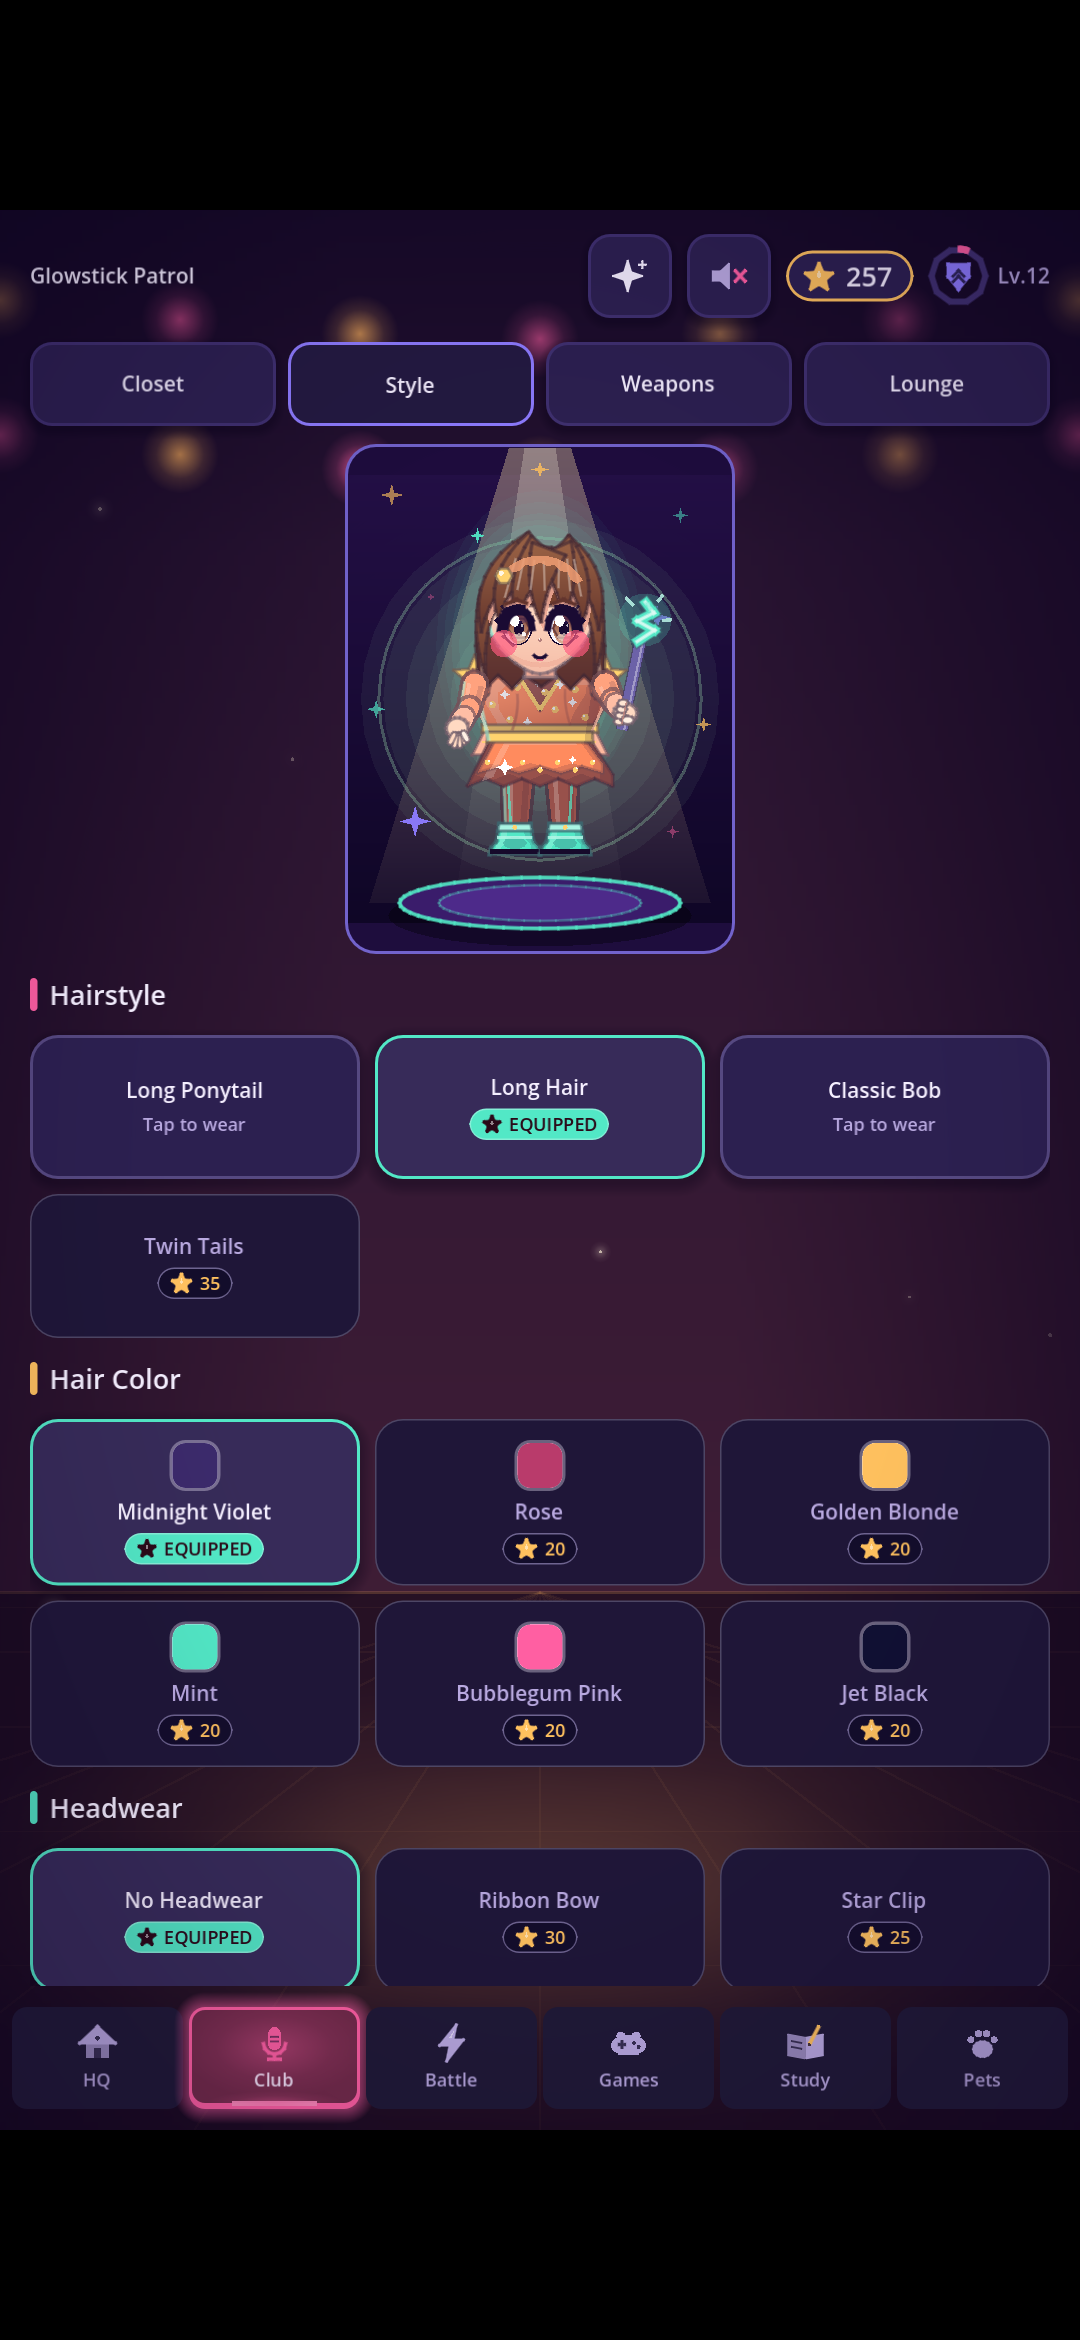 Glowstick Patrol
257
Lv.12
Closet
Style
Weapons
Lounge
Hairstyle
Long Ponytail
Tap to wear
Long Hair
EQUIPPED
Classic Bob
Tap to wear
Twin Tails
35
Hair Color
Midnight Violet
EQUIPPED
Rose
20
Golden Blonde
20
Mint
20
Bubblegum Pink
20
Jet Black
20
Headwear
No Headwear
EQUIPPED
Ribbon Bow
30
Star Clip
25
HQ
Club
Battle
Games
Study
Pets